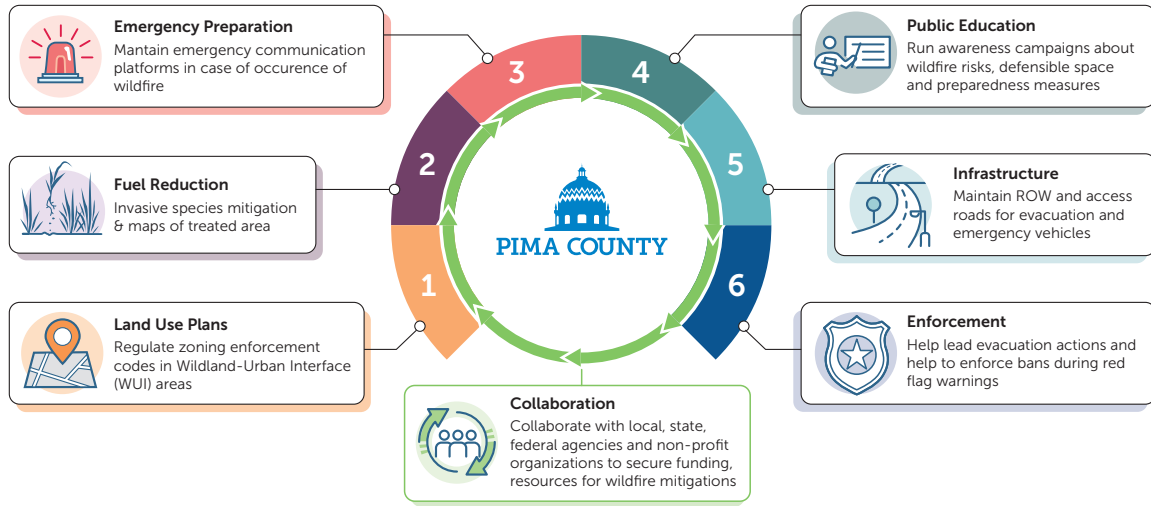 Emergency Preparation
Mantain emergency communication
platforms in case of occurence of
wildfire
Fuel Reduction
Invasive species mitigation
& maps of treated area
Land Use Plans
Regulate zoning enforcement
codes in Wildland-Urban Interface
(WUI) areas
1
2
3
4
5
6
PIMA COUNTY
Public Education
Run awareness campaigns about
wildfire risks, defensible space
and preparedness measures
Infrastructure
Maintain ROW and access
roads for evacuation and
emergency vehicles
Enforcement
Help lead evacuation actions and
help to enforce bans during red
flag warnings
Collaboration
Collaborate with local, state,
federal agencies and non-profit
organizations to secure funding,
resources for wildfire mitigations